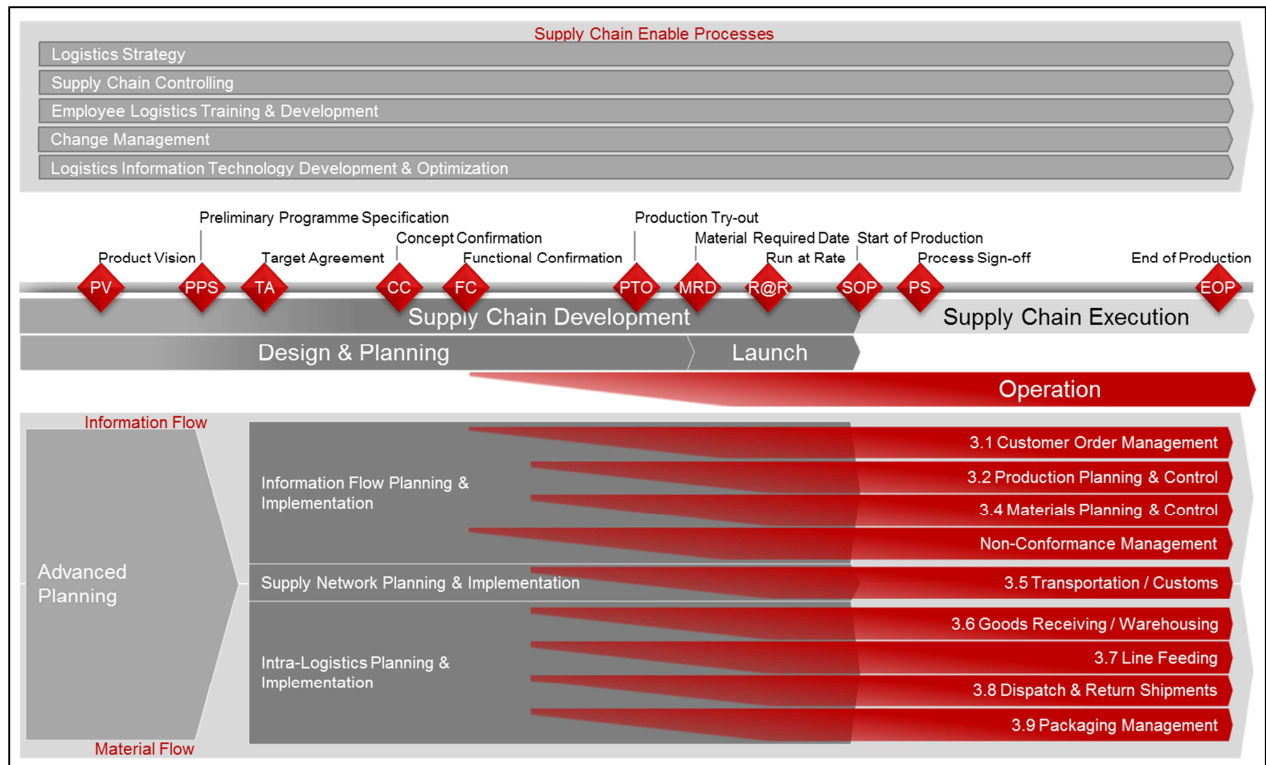 Supply Chain Enable Processes
Logistics Strategy
Supply Chain Controlling
Employee Logistics Training & Development
Change Management
Logistics Information Technology Development & Optimization
Preliminary Programme Specification
Production Try-out
Concept Confirmation
Material Required Date
Start of Production
Product Vision
Target Agreement
Functional Confirmation
Run at Rate
Process Sign-off
End of Production
PV
PPS
TA
CC
FC
PTO
MRD
R@R
SOP
PS
EOP
Supply Chain Development
Supply Chain Execution
Design & Planning
Launch
Operation
Information Flow
Advanced
Planning
Material Flow
Information Flow Planning &
Implementation
Supply Network Planning & Implementation
Intra-Logistics Planning &
Implementation
3.1 Customer Order Management
3.2 Production Planning & Control
3.4 Materials Planning & Control
Non-Conformance Management
3.5 Transportation / Customs
3.6 Goods Receiving / Warehousing
3.7 Line Feeding
3.8 Dispatch & Return Shipments
3.9 Packaging Management